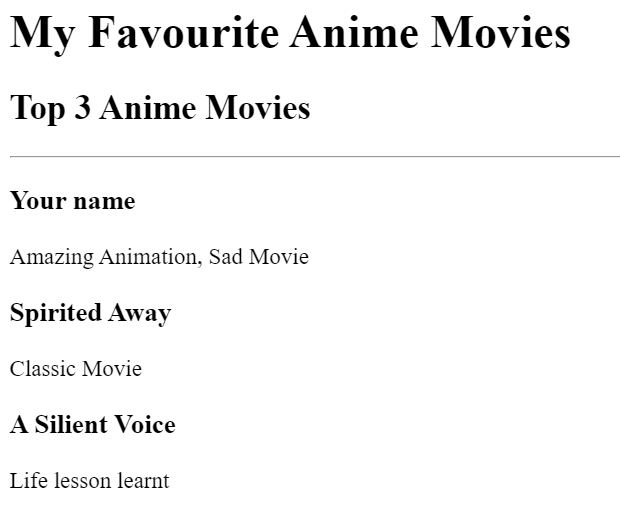 My Favourite Anime Movies
Top 3 Anime Movies
Your name
Amazing Animation, Sad Movie
Spirited Away
Classic Movie
A Silient Voice
Life lesson learnt